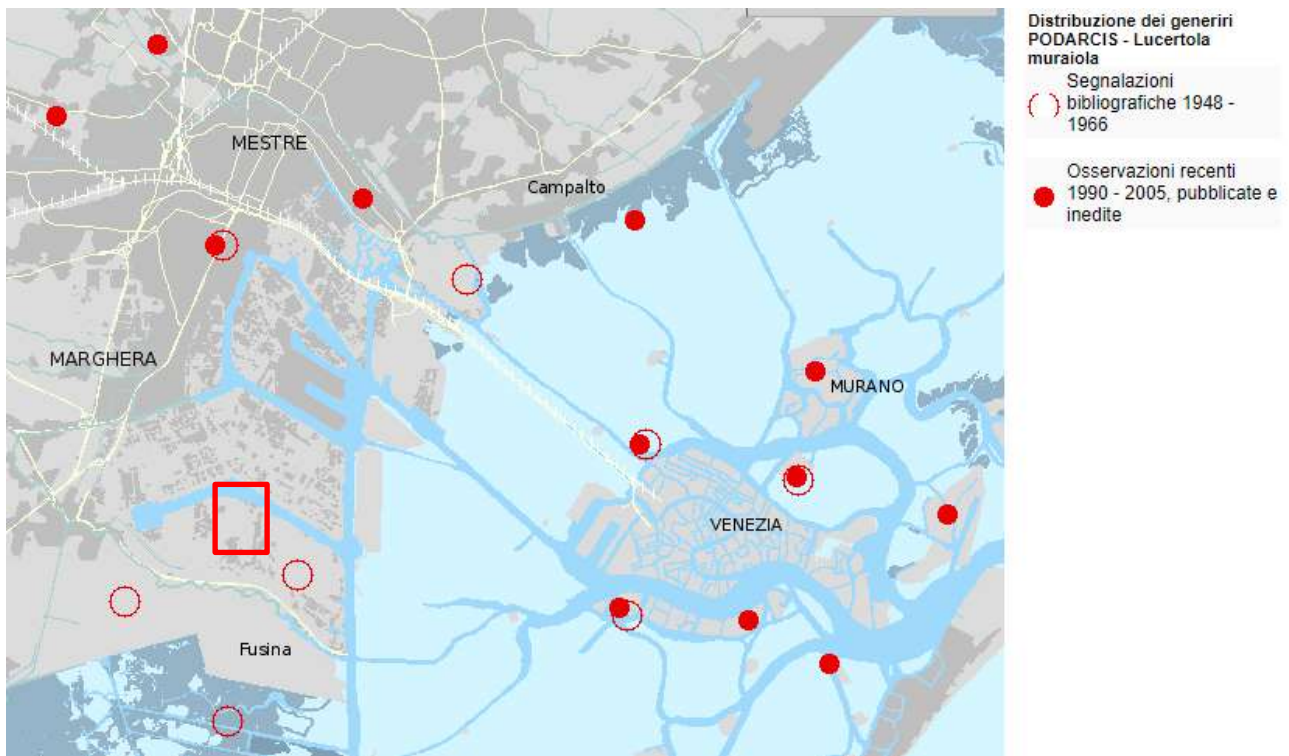 MESTRE
Campalto
MARGHERA
MURANO
VENEZIA
Fusina
Distribuzione dei generiri
PODARCIS - Lucertola
muraiola
Segnalazioni
bibliografiche 1948 -
1966
Osservazioni recenti
1990 - 2005, pubblicate e
inedite